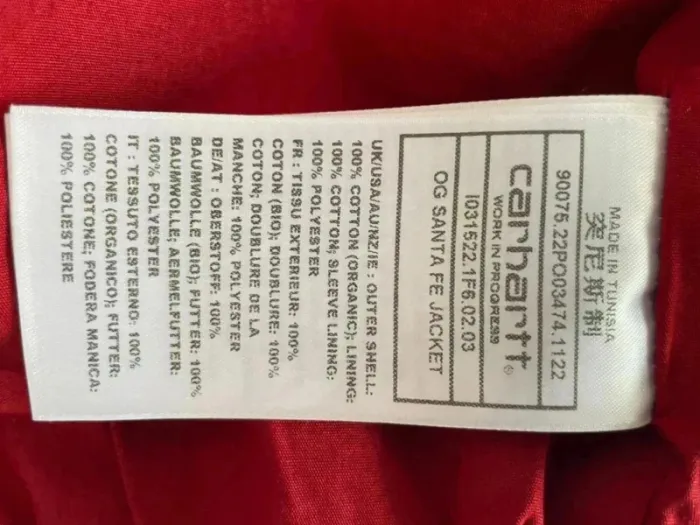 MADE IN TUNISIA
突尼斯制
90075.22PO03474.1122
carhartt®
WORK IN PROGRESS
I031522.1F6.02.03
OG SANTA FE JACKET
UK/USA/AU/NZ/IE : OUTER SHELL:
100% COTTON (ORGANIC); LINING:
100% COTTON; SLEEVE LINING:
100% POLYESTER
FR : TISSU EXTERIEUR: 100%
COTON (BIO); DOUBLURE: 100%
COTON; DOUBLURE DE LA
MANCHE: 100% POLYESTER
DE/AT : OBERSTOFF: 100%
BAUMWOLLE (BIO); FUTTER: 100%
BAUMWOLLE; AERMELFUTTER:
100% POLYESTER
IT : TESSUTO ESTERNO: 100%
COTONE (ORGANICO); FUTTER:
100% COTONE; FODERA MANICA:
100% POLIESTERE